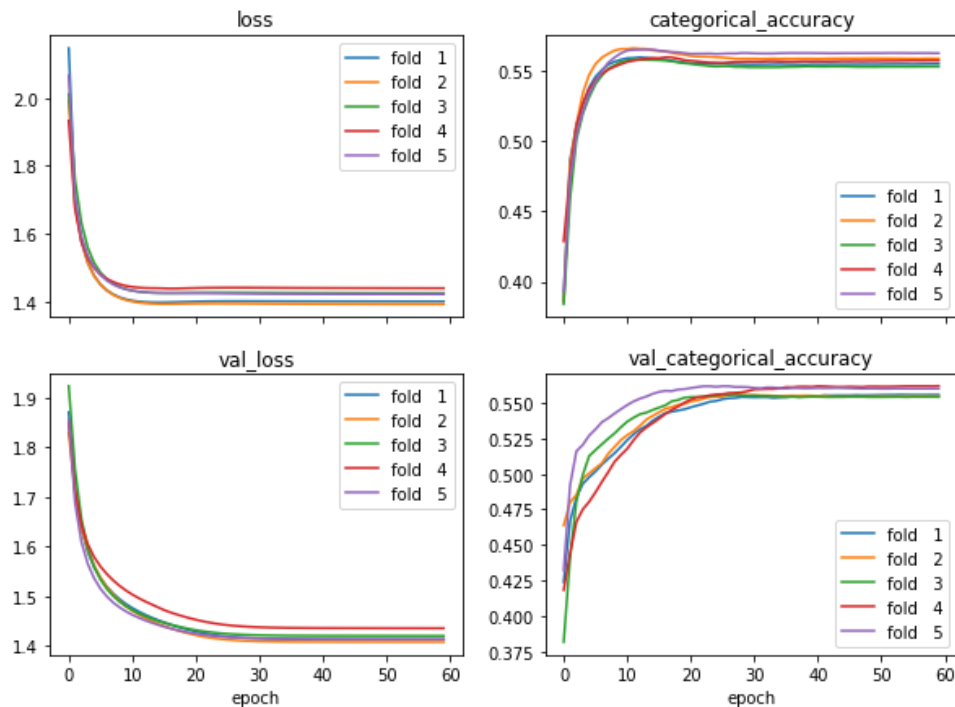 loss
2.0
1.8
1.6
1.4
fold 1
fold 2
fold 3
fold 4
fold 5
categorical_accuracy
0.55
0.50
0.45
0.40
fold 1
fold 2
fold 3
fold 4
fold 5
val_loss
1.9
1.8
1.7
1.6
1.5
1.4
fold 1
fold 2
fold 3
fold 4
fold 5
0 10 20 30 40 50 60
epoch
val_categorical_accuracy
0.550
0.525
0.500
0.475
0.450
0.425
0.400
0.375
fold 1
fold 2
fold 3
fold 4
fold 5
0 10 20 30 40 50 60
epoch